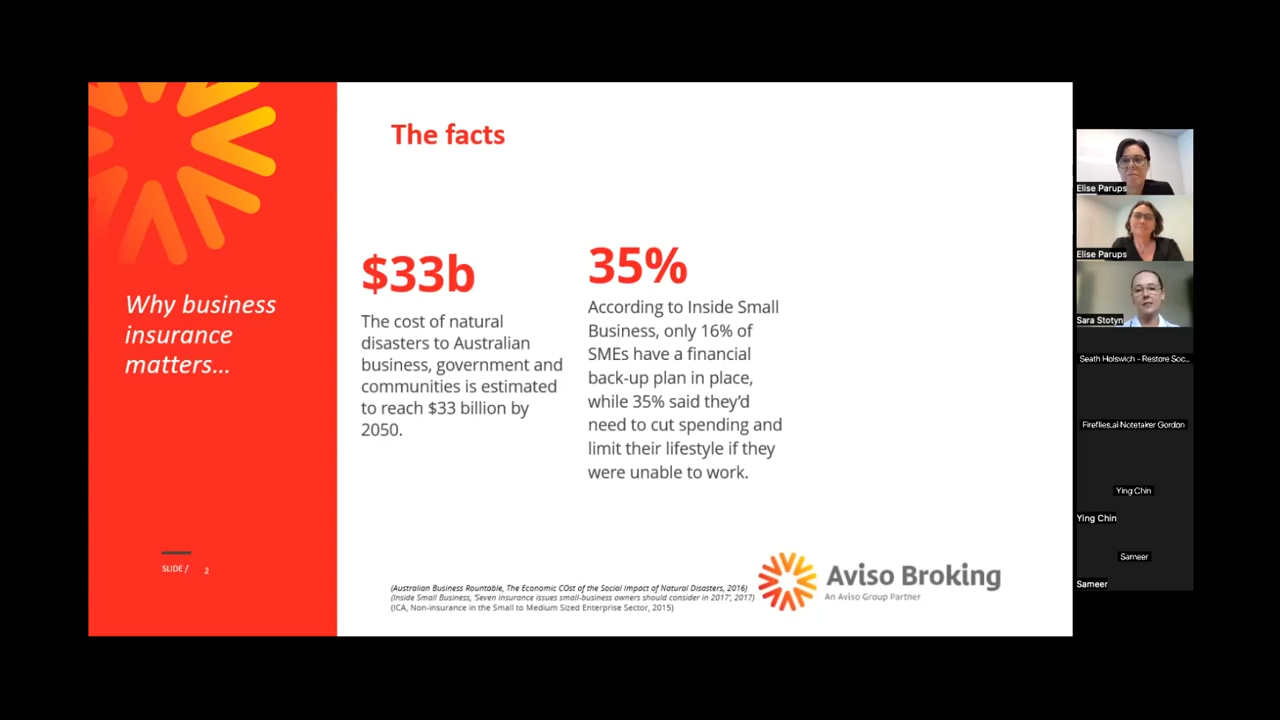 Why business
insurance
matters...
SLIDE / 2
The facts
$33b
The cost of natural
disasters to Australian
business, government and
communities is estimated
to reach $33 billion by
2050.
35%
According to Inside Small
Business, only 16% of
SMEs have a financial
back-up plan in place,
while 35% said they'd
need to cut spending and
limit their lifestyle if they
were unable to work.
(Australian Business Rountable, The Economic COst of the Social Impact of Natural Disasters, 2016)
(Inside Small Business, 'Seven insurance issues small-business owners should consider in 2017', 2017)
(ICA, Non-insurance in the Small to Medium Sized Enterprise Sector, 2015)
Aviso Broking
An Aviso Group Partner
Elise Parups
Elise Parups
Sara Stotyn
Seath Holswich - Restore Soc...
Fireflies.ai Notetaker Gordon
Ying Chin
Ying Chin
Sameer
Sameer